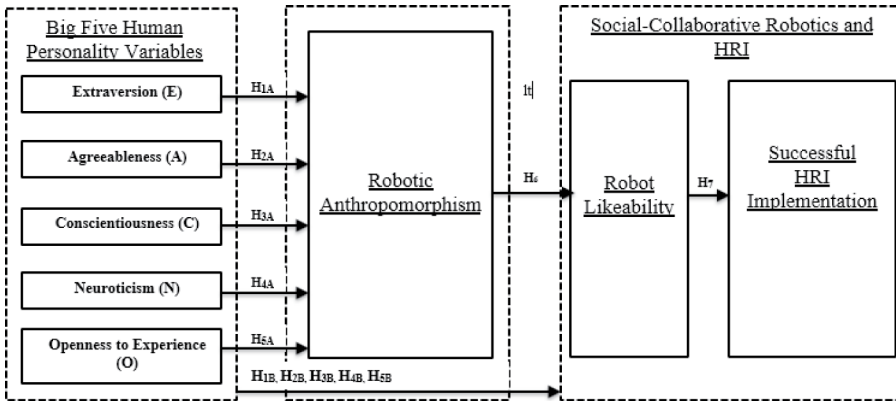 Big Five Human
Personality Variables
Extraversion (E)
Agreeableness (A)
Conscientiousness (C)
Neuroticism (N)
Openness to Experience
(O)
H1A
H2A
H3A
H4A
H5A
H1B, H2B, H3B, H4B, H5B
Robotic
Anthropomorphism
lt
H6
Social-Collaborative Robotics and
HRI
Robot
Likeability
H7
Successful
HRI
Implementation